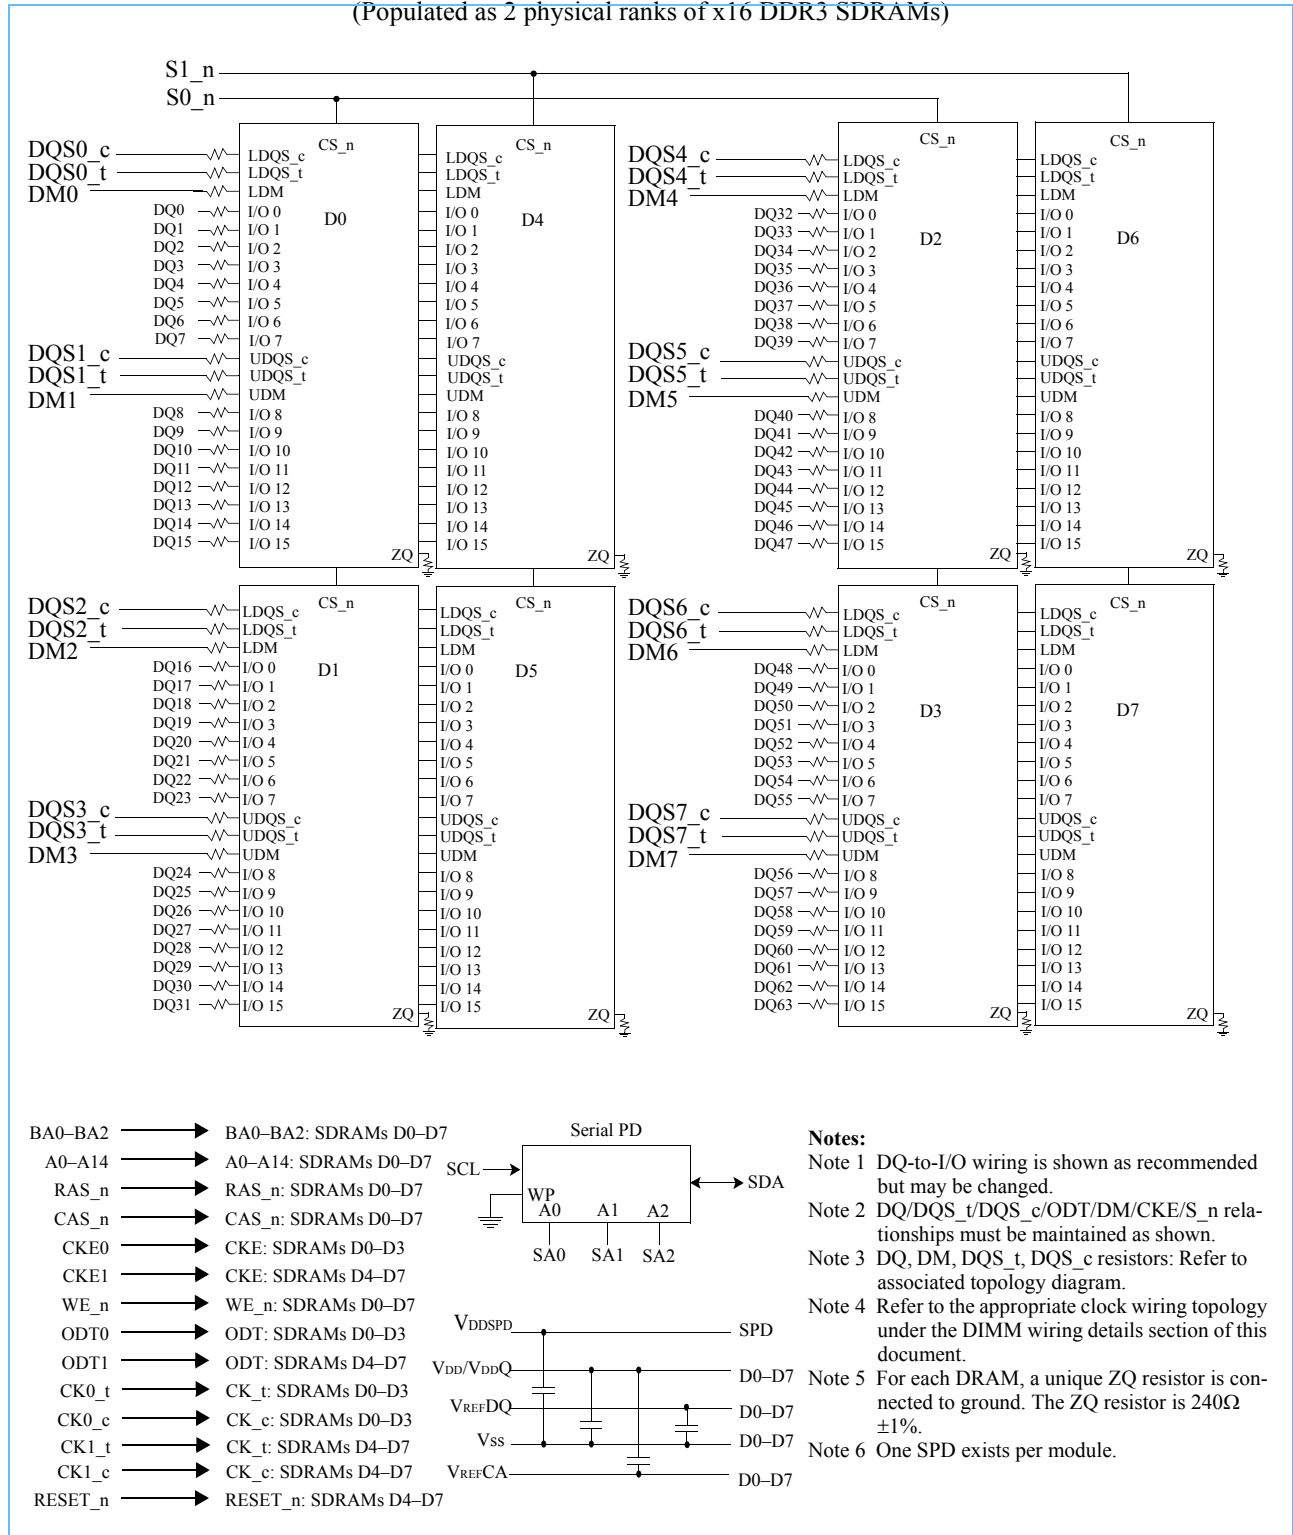 (Populated as 2 physical ranks of x16 DDR3 SDRAMs)
S1_n
S0_n
DQS0_c
DQS0_t
DM0
DQ0
DQ1
DQ2
DQ3
DQ4
DQ5
DQ6
DQ7
DQS1_c
DQS1_t
DM1
DQ8
DQ9
DQ10
DQ11
DQ12
DQ13
DQ14
DQ15
CS_n
LDQS_c
LDQS_t
LDM
D0
I/O 0
I/O 1
I/O 2
I/O 3
I/O 4
I/O 5
I/O 6
I/O 7
UDQS_c
UDQS_t
UDM
I/O 8
I/O 9
I/O 10
I/O 11
I/O 12
I/O 13
I/O 14
I/O 15
ZQ
CS_n
LDQS_c
LDQS_t
LDM
D4
I/O 0
I/O 1
I/O 2
I/O 3
I/O 4
I/O 5
I/O 6
I/O 7
UDQS_c
UDQS_t
UDM
I/O 8
I/O 9
I/O 10
I/O 11
I/O 12
I/O 13
I/O 14
I/O 15
ZQ
DQS4_c
DQS4_t
DM4
DQ32
DQ33
DQ34
DQ35
DQ36
DQ37
DQ38
DQ39
DQS5_c
DQS5_t
DM5
DQ40
DQ41
DQ42
DQ43
DQ44
DQ45
DQ46
DQ47
CS_n
LDQS_c
LDQS_t
LDM
D2
I/O 0
I/O 1
I/O 2
I/O 3
I/O 4
I/O 5
I/O 6
I/O 7
UDQS_c
UDQS_t
UDM
I/O 8
I/O 9
I/O 10
I/O 11
I/O 12
I/O 13
I/O 14
I/O 15
ZQ
CS_n
LDQS_c
LDQS_t
LDM
D6
I/O 0
I/O 1
I/O 2
I/O 3
I/O 4
I/O 5
I/O 6
I/O 7
UDQS_c
UDQS_t
UDM
I/O 8
I/O 9
I/O 10
I/O 11
I/O 12
I/O 13
I/O 14
I/O 15
ZQ
DQS2_c
DQS2_t
DM2
DQ16
DQ17
DQ18
DQ19
DQ20
DQ21
DQ22
DQ23
DQS3_c
DQS3_t
DM3
DQ24
DQ25
DQ26
DQ27
DQ28
DQ29
DQ30
DQ31
CS_n
LDQS_c
LDQS_t
LDM
D1
I/O 0
I/O 1
I/O 2
I/O 3
I/O 4
I/O 5
I/O 6
I/O 7
UDQS_c
UDQS_t
UDM
I/O 8
I/O 9
I/O 10
I/O 11
I/O 12
I/O 13
I/O 14
I/O 15
ZQ
CS_n
LDQS_c
LDQS_t
LDM
D5
I/O 0
I/O 1
I/O 2
I/O 3
I/O 4
I/O 5
I/O 6
I/O 7
UDQS_c
UDQS_t
UDM
I/O 8
I/O 9
I/O 10
I/O 11
I/O 12
I/O 13
I/O 14
I/O 15
ZQ
DQS6_c
DQS6_t
DM6
DQ48
DQ49
DQ50
DQ51
DQ52
DQ53
DQ54
DQ55
DQS7_c
DQS7_t
DM7
DQ56
DQ57
DQ58
DQ59
DQ60
DQ61
DQ62
DQ63
CS_n
LDQS_c
LDQS_t
LDM
D3
I/O 0
I/O 1
I/O 2
I/O 3
I/O 4
I/O 5
I/O 6
I/O 7
UDQS_c
UDQS_t
UDM
I/O 8
I/O 9
I/O 10
I/O 11
I/O 12
I/O 13
I/O 14
I/O 15
ZQ
CS_n
LDQS_c
LDQS_t
LDM
D7
I/O 0
I/O 1
I/O 2
I/O 3
I/O 4
I/O 5
I/O 6
I/O 7
UDQS_c
UDQS_t
UDM
I/O 8
I/O 9
I/O 10
I/O 11
I/O 12
I/O 13
I/O 14
I/O 15
ZQ
BA0–BA2 BA0–BA2: SDRAMs D0–D7
A0–A14 A0–A14: SDRAMs D0–D7
RAS_n RAS_n: SDRAMs D0–D7
CAS_n CAS_n: SDRAMs D0–D7
CKE0 CKE: SDRAMs D0–D3
CKE1 CKE: SDRAMs D4–D7
WE_n WE_n: SDRAMs D0–D7
ODT0 ODT: SDRAMs D0–D3
ODT1 ODT: SDRAMs D4–D7
CK0_t CK_t: SDRAMs D0–D3
CK0_c CK_c: SDRAMs D0–D3
CK1_t CK_t: SDRAMs D4–D7
CK1_c CK_c: SDRAMs D4–D7
RESET_n RESET_n: SDRAMs D4–D7
Serial PD
SCL
SDA
WP
A0 A1 A2
SA0 SA1 SA2
VDDSPD SPD
VDD/VDDQ D0–D7
VREFDQ D0–D7
VSS D0–D7
VREFCA D0–D7
Notes:
Note 1 DQ-to-I/O wiring is shown as recommended
but may be changed.
Note 2 DQ/DQS_t/DQS_c/ODT/DM/CKE/S_n rela-
tionships must be maintained as shown.
Note 3 DQ, DM, DQS_t, DQS_c resistors: Refer to
associated topology diagram.
Note 4 Refer to the appropriate clock wiring topology
under the DIMM wiring details section of this
document.
Note 5 For each DRAM, a unique ZQ resistor is con-
nected to ground. The ZQ resistor is 240Ω
±1%.
Note 6 One SPD exists per module.